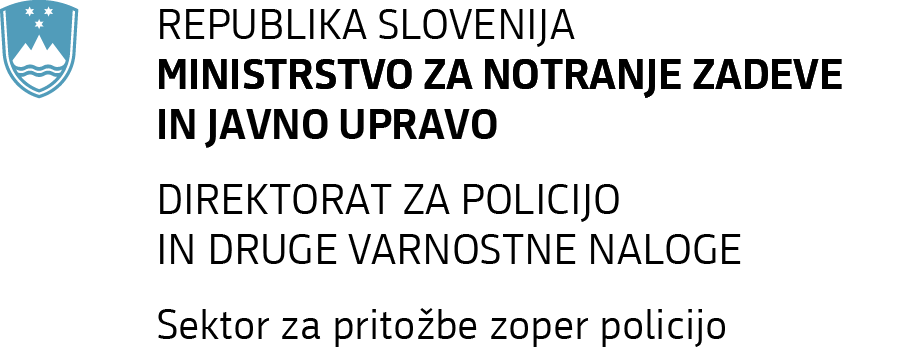 REPUBLIKA SLOVENIJA
MINISTRSTVO ZA NOTRANJE ZADEVE
IN JAVNO UPRAVO
DIREKTORAT ZA POLICIJO
IN DRUGE VARNOSTNE NALOGE
Sektor za pritožbe zoper policijo